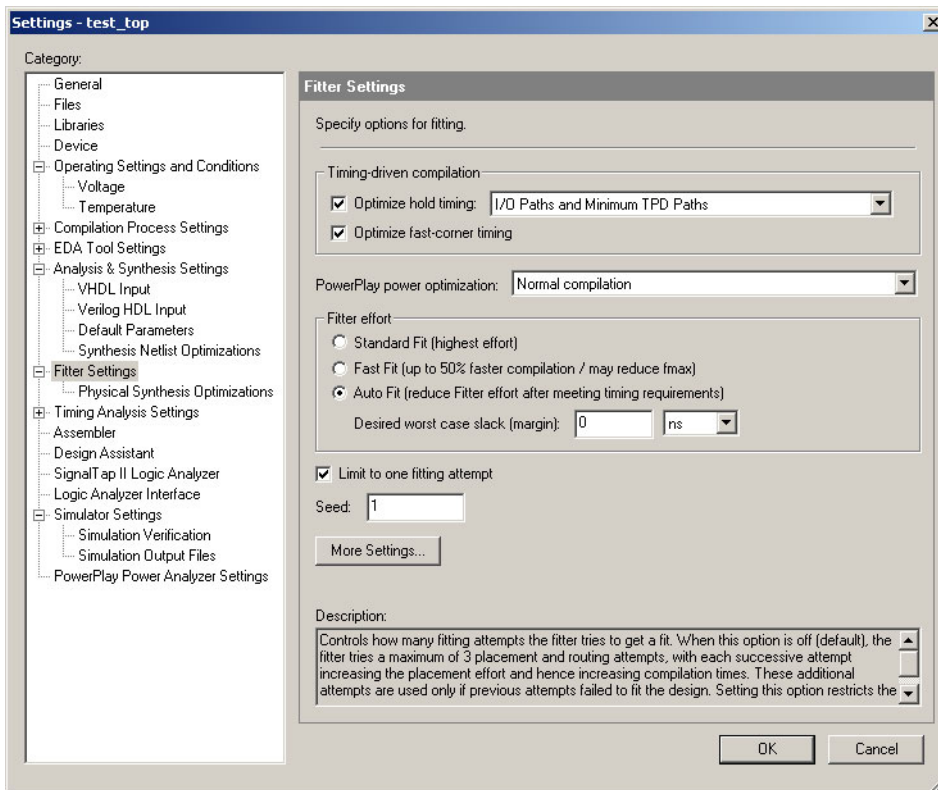 Settings - test_top
Category:
General
Files
Libraries
Device
Operating Settings and Conditions
Voltage
Temperature
Compilation Process Settings
EDA Tool Settings
Analysis & Synthesis Settings
VHDL Input
Verilog HDL Input
Default Parameters
Synthesis Netlist Optimizations
Fitter Settings
Physical Synthesis Optimizations
Timing Analysis Settings
Assembler
Design Assistant
SignalTap II Logic Analyzer
Logic Analyzer Interface
Simulator Settings
Simulation Verification
Simulation Output Files
PowerPlay Power Analyzer Settings
Fitter Settings
Specify options for fitting.
Timing-driven compilation
Optimize hold timing: I/O Paths and Minimum TPD Paths
Optimize fast-corner timing
PowerPlay power optimization: Normal compilation
Fitter effort
Standard Fit (highest effort)
Fast Fit (up to 50% faster compilation / may reduce fmax)
Auto Fit (reduce Fitter effort after meeting timing requirements)
Desired worst case slack (margin): 0 ns
Limit to one fitting attempt
Seed: 1
More Settings...
Description:
Controls how many fitting attempts the fitter tries to get a fit. When this option is off (default), the
fitter tries a maximum of 3 placement and routing attempts, with each successive attempt
increasing the placement effort and hence increasing compilation times. These additional
attempts are used only if previous attempts failed to fit the design. Setting this option restricts the
OK Cancel